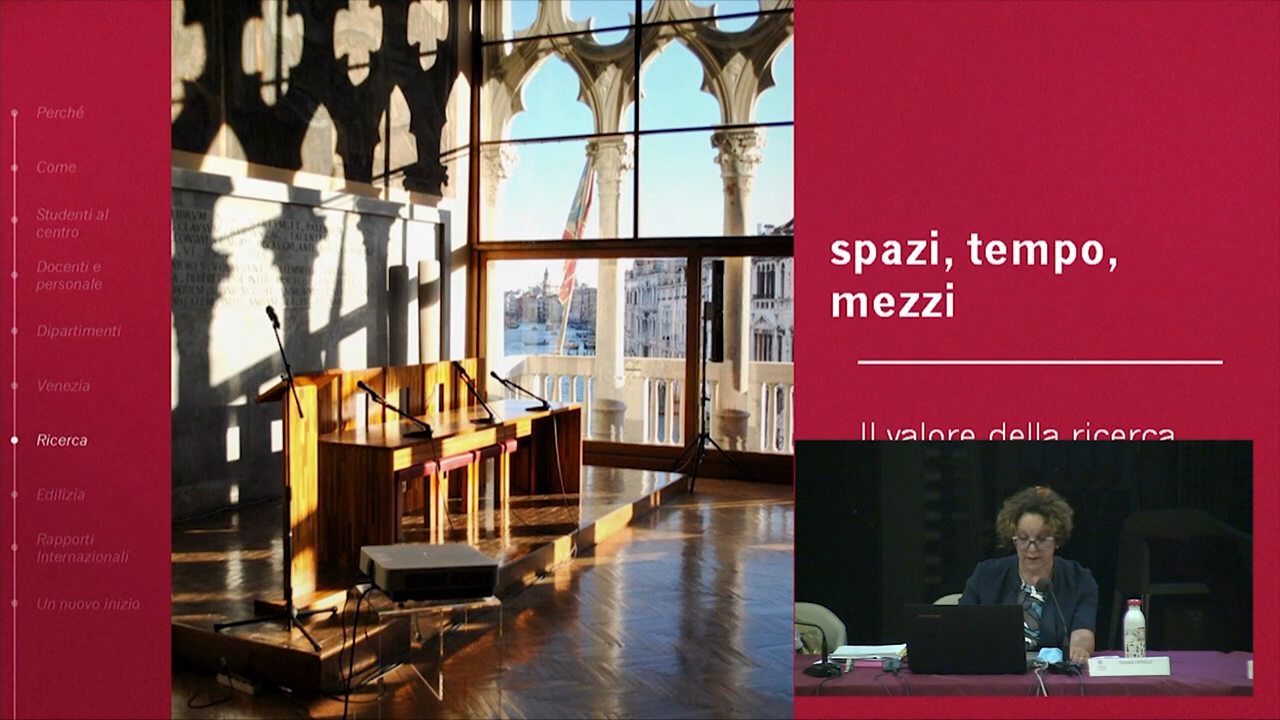 Perché
Come
Studenti al
centro
Docenti e
personale
Dipartimenti
Venezia
Ricerca
Edilizia
Rapporti
Internazionali
Un nuovo inizio
spazi, tempo,
mezzi
Il valore della ricerca